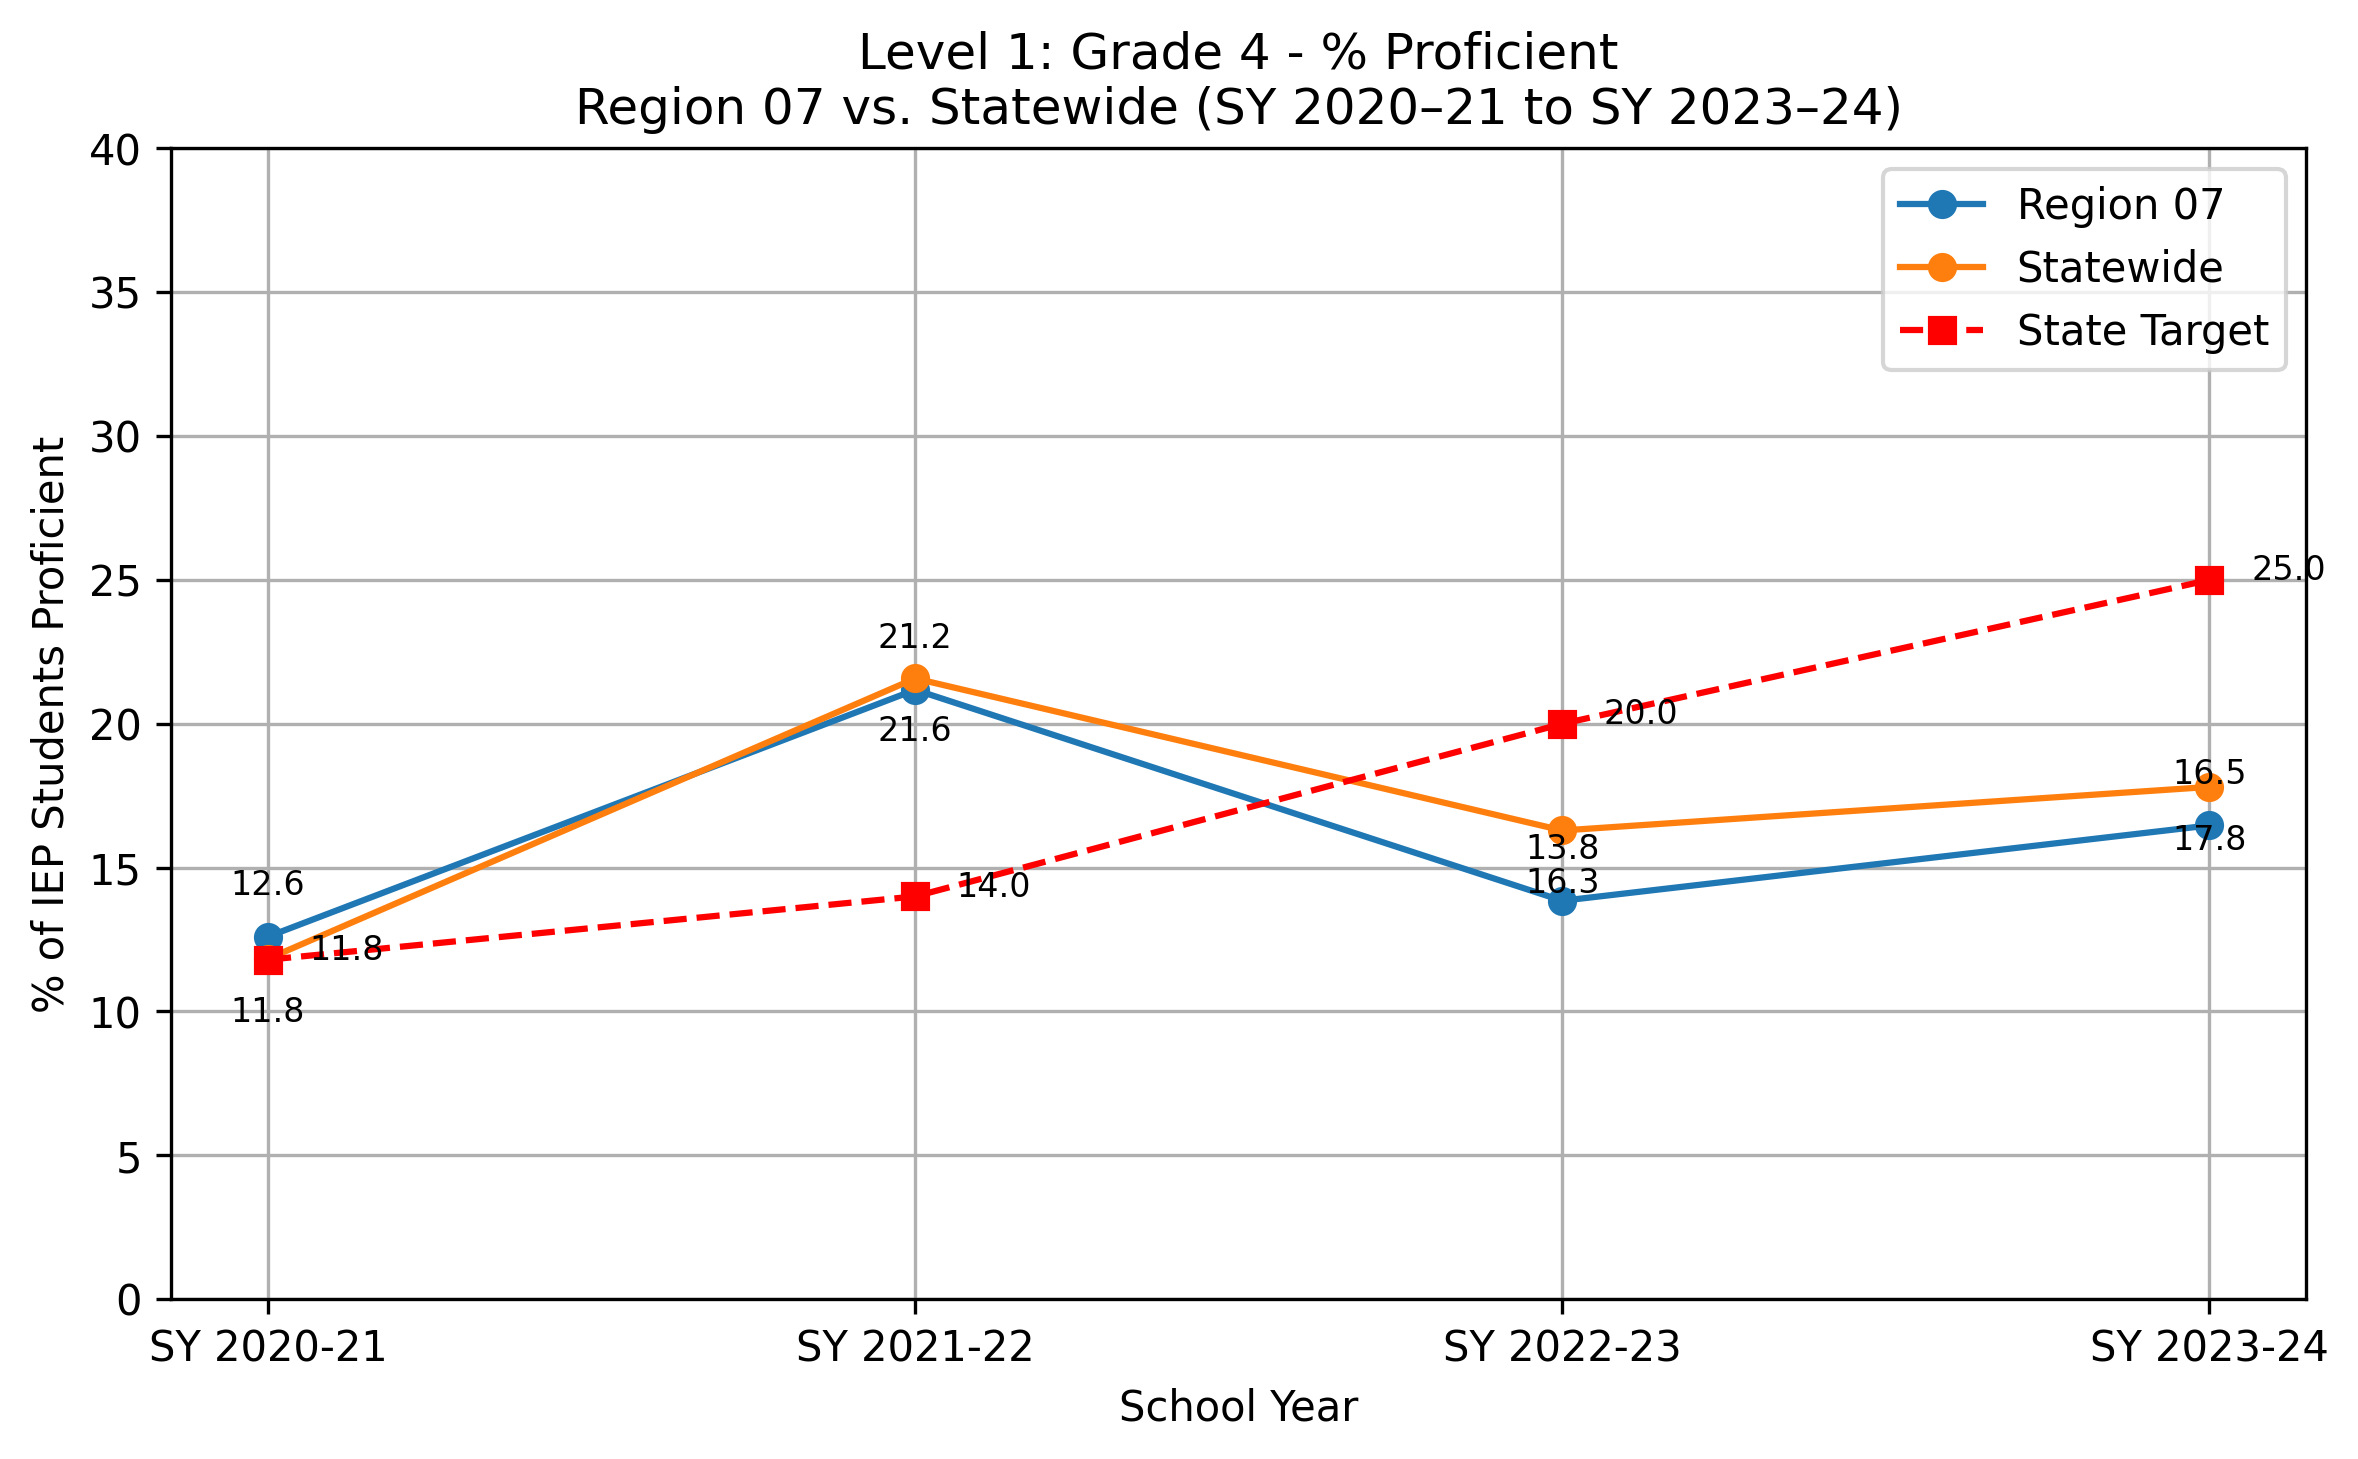 Level 1: Grade 4 - % Proficient
Region 07 vs. Statewide (SY 2020–21 to SY 2023–24)
% of IEP Students Proficient
40
35
30
25
20
15
10
5
0
Region 07
Statewide
State Target
12.6
11.8
11.8
21.2
21.6
14.0
20.0
13.8
16.3
25.0
16.5
17.8
SY 2020-21
SY 2021-22
SY 2022-23
SY 2023-24
School Year